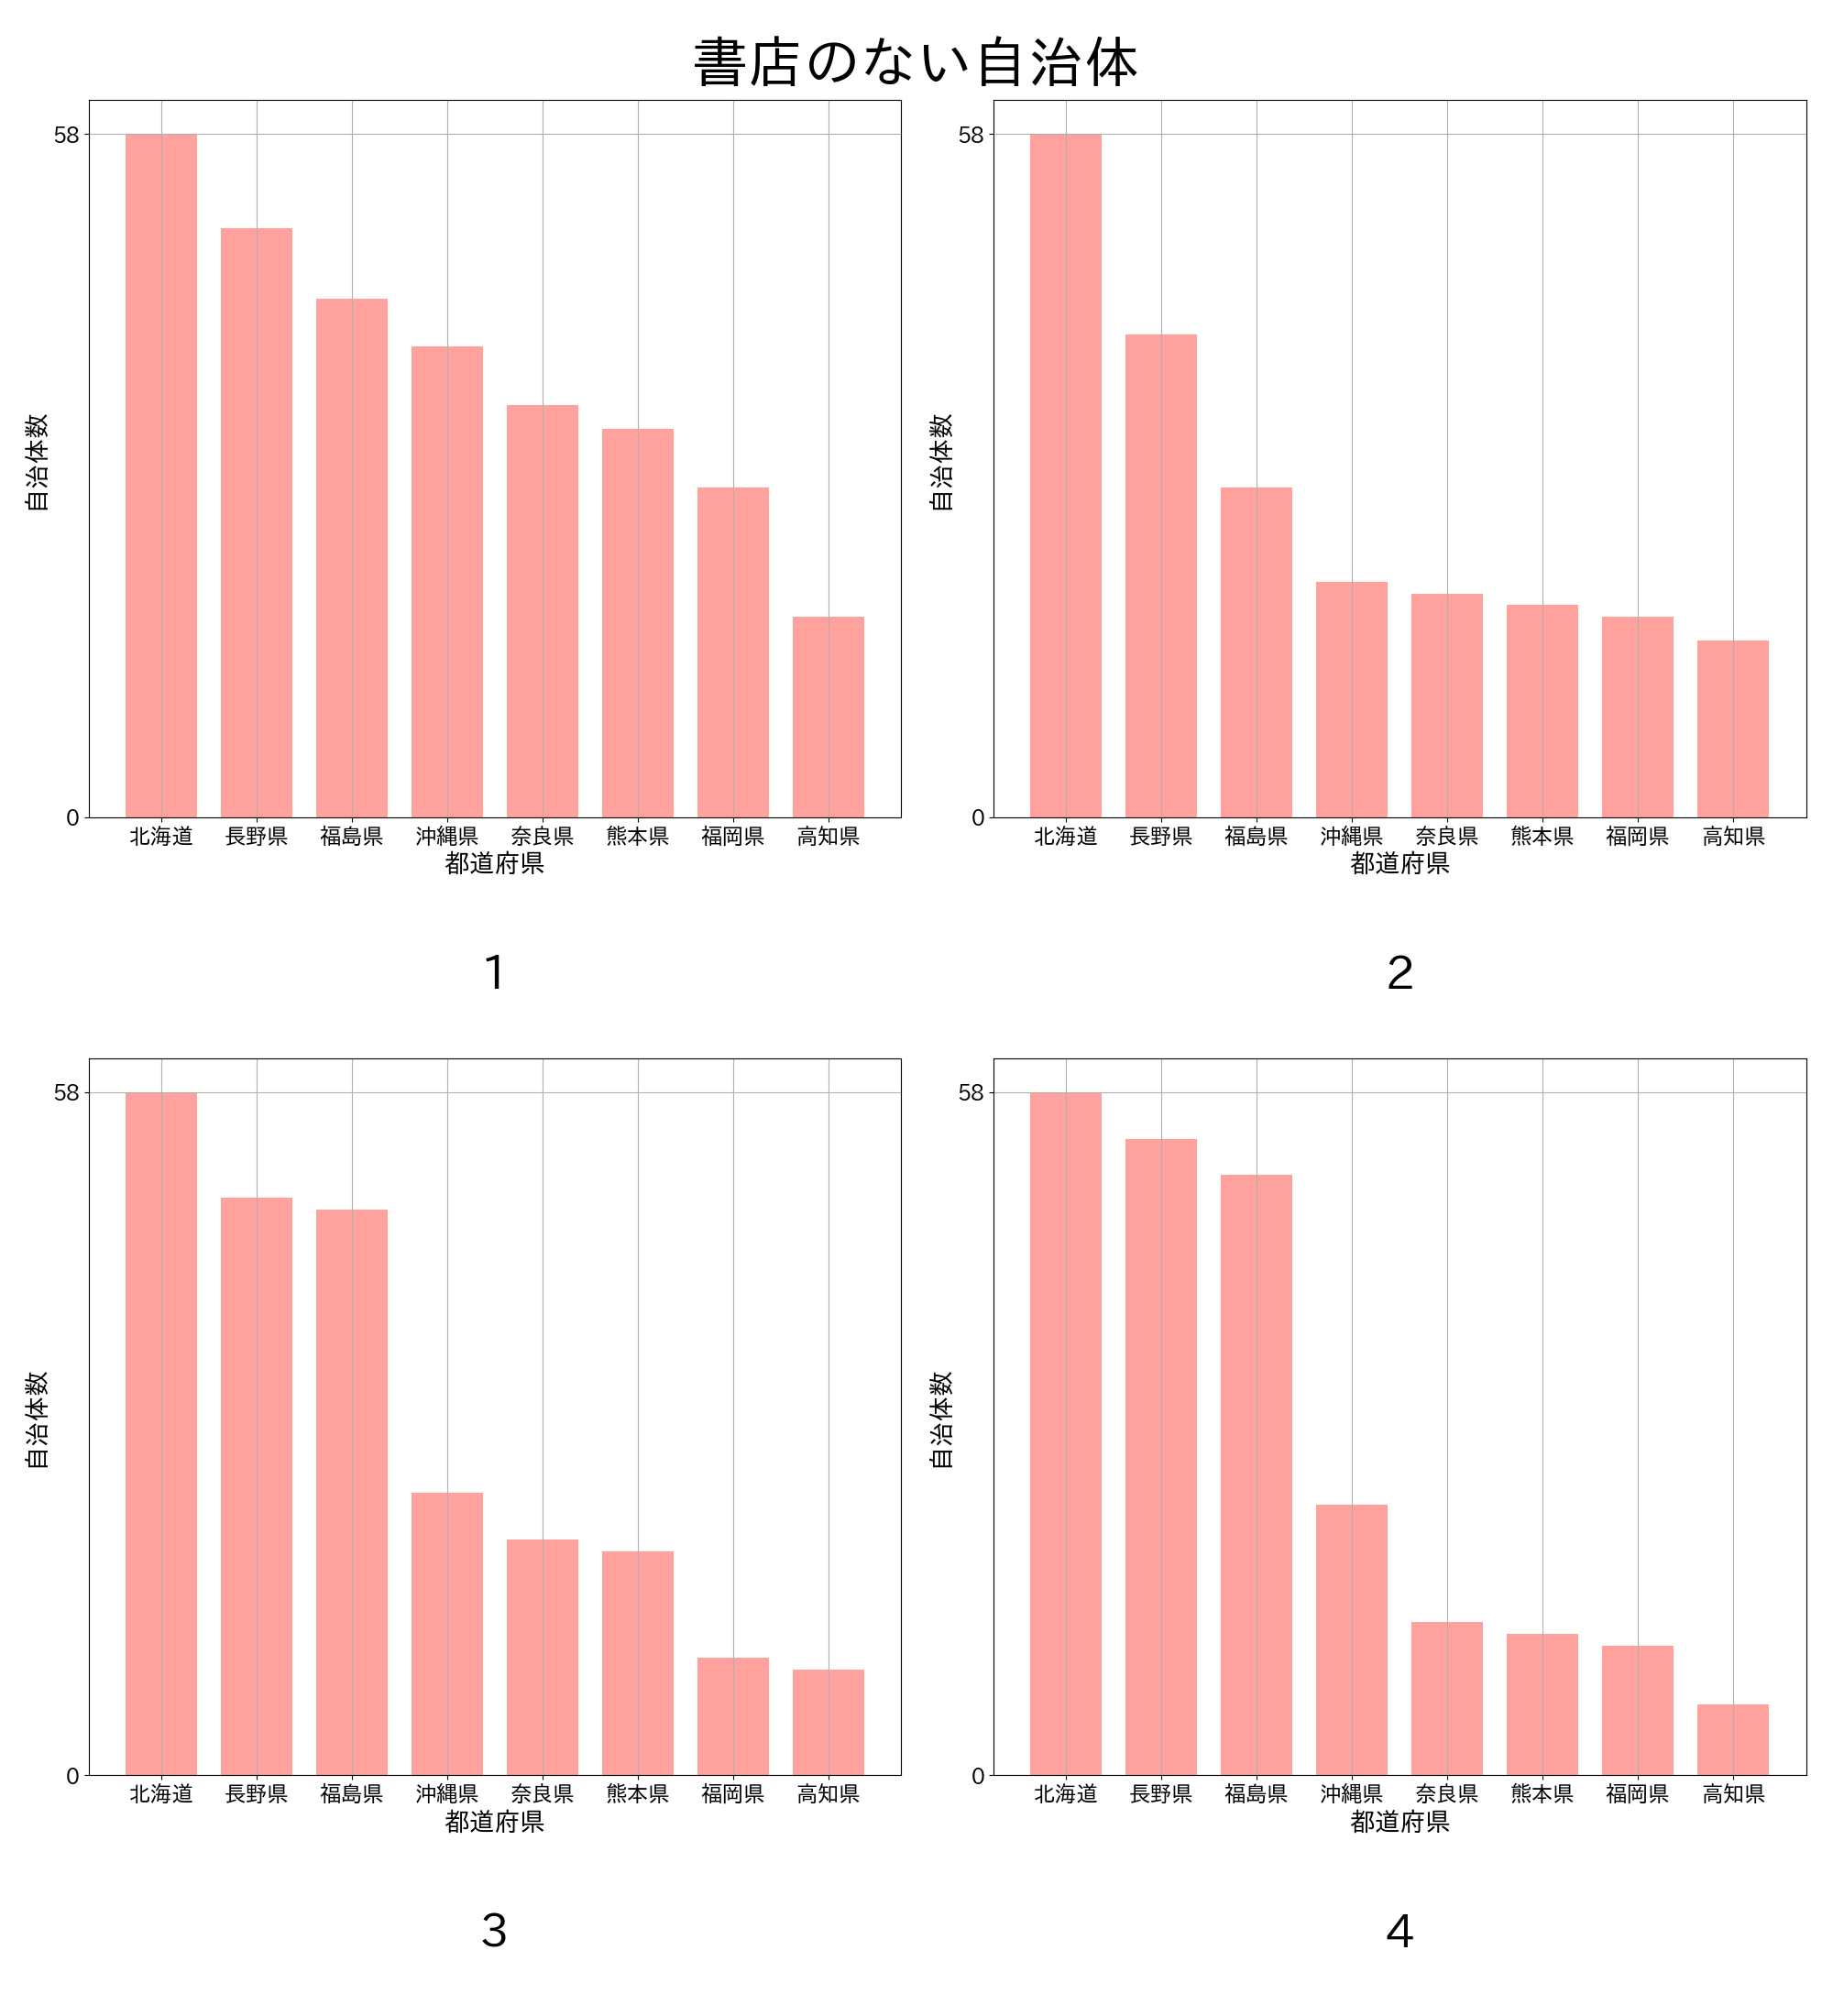 書店のない自治体
58
0
自治体数
北海道 長野県 福島県 沖縄県 奈良県 熊本県 福岡県 高知県
都道府県
1
58
0
自治体数
北海道 長野県 福島県 沖縄県 奈良県 熊本県 福岡県 高知県
都道府県
2
58
0
自治体数
北海道 長野県 福島県 沖縄県 奈良県 熊本県 福岡県 高知県
都道府県
3
58
0
自治体数
北海道 長野県 福島県 沖縄県 奈良県 熊本県 福岡県 高知県
都道府県
4